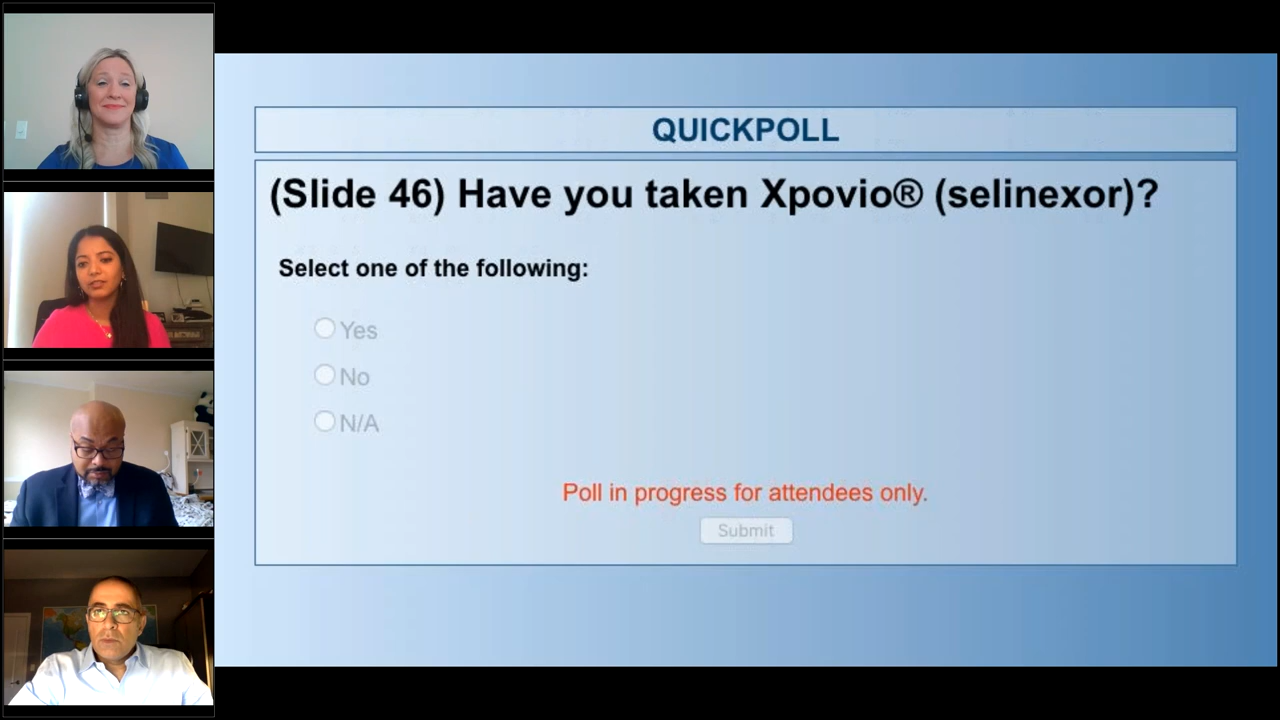 QUICKPOLL
(Slide 46) Have you taken Xpovio® (selinexor)?
Select one of the following:
Yes
No
N/A
Poll in progress for attendees only.
Submit